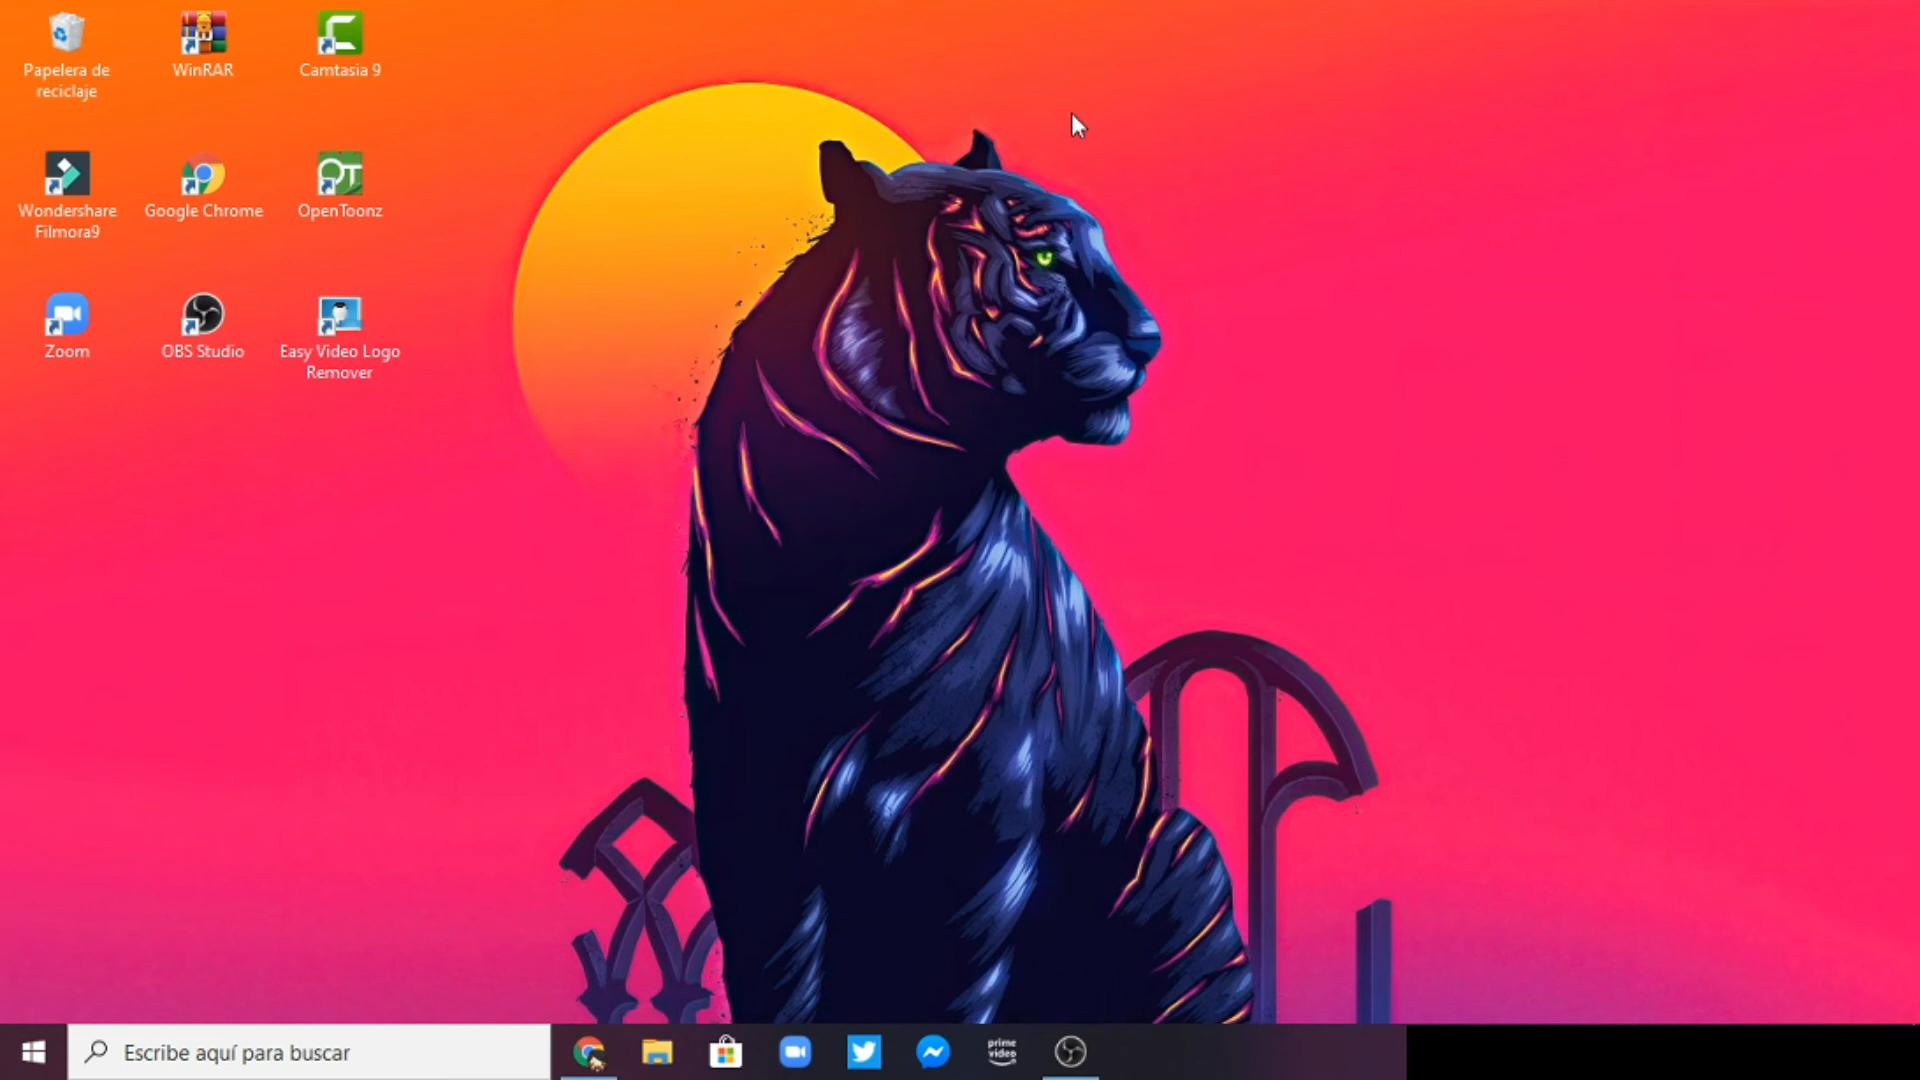 Papelera de
reciclaje
WinRAR
Camtasia 9
Wondershare
Filmora9
Google Chrome
OpenToonz
Zoom
OBS Studio
Easy Video Logo
Remover
Escribe aquí para buscar
prime
video